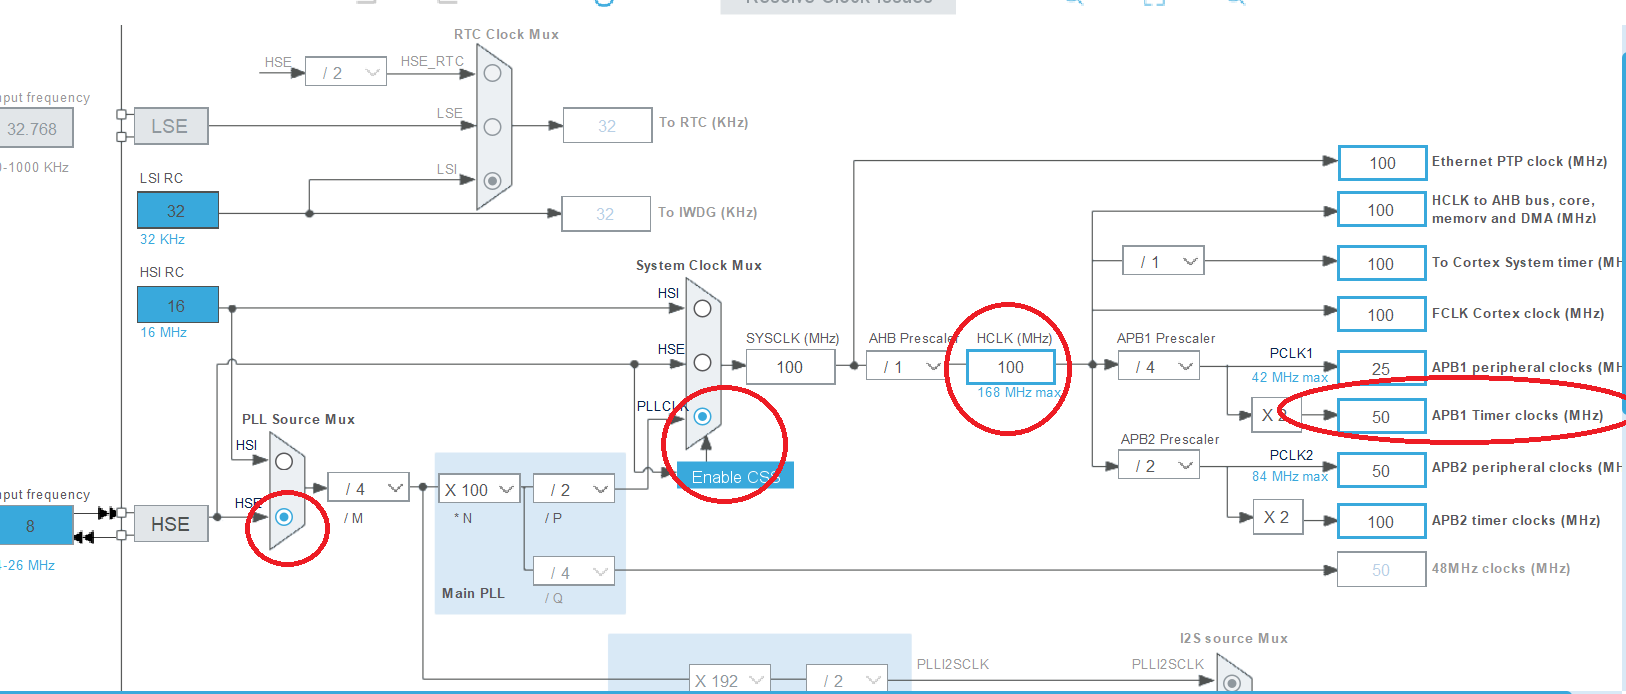 Resolve Clock Issues
RTC Clock Mux
HSE
/ 2
HSE_RTC
nput frequency
32.768
LSE
LSE
32
To RTC (KHz)
0-1000 KHz
LSI RC
LSI
32
32
To IWDG (KHz)
32 KHz
100
Ethernet PTP clock (MHz)
100
HCLK to AHB bus, core,
memory and DMA (MHz)
HSI RC
16
16 MHz
System Clock Mux
HSI
/ 1
100
To Cortex System timer (MH
100
FCLK Cortex clock (MHz)
HSE
SYSCLK (MHz)
100
AHB Prescaler
/ 1
HCLK (MHz)
100
168 MHz max
APB1 Prescaler
/ 4
PCLK1
42 MHz max
25
APB1 peripheral clocks (MH
PLLCLK
X 2
50
APB1 Timer clocks (MHz)
PLL Source Mux
HSI
Enable CSS
APB2 Prescaler
/ 2
PCLK2
84 MHz max
50
APB2 peripheral clocks (MH
nput frequency
8
HSE
HSE
/ 4
/ M
X 100
* N
/ 2
/ P
X 2
100
APB2 timer clocks (MHz)
4-26 MHz
Main PLL
/ 4
/ Q
50
48MHz clocks (MHz)
I2S source Mux
X 192
/ 2
PLLI2SCLK
PLLI2SCLK